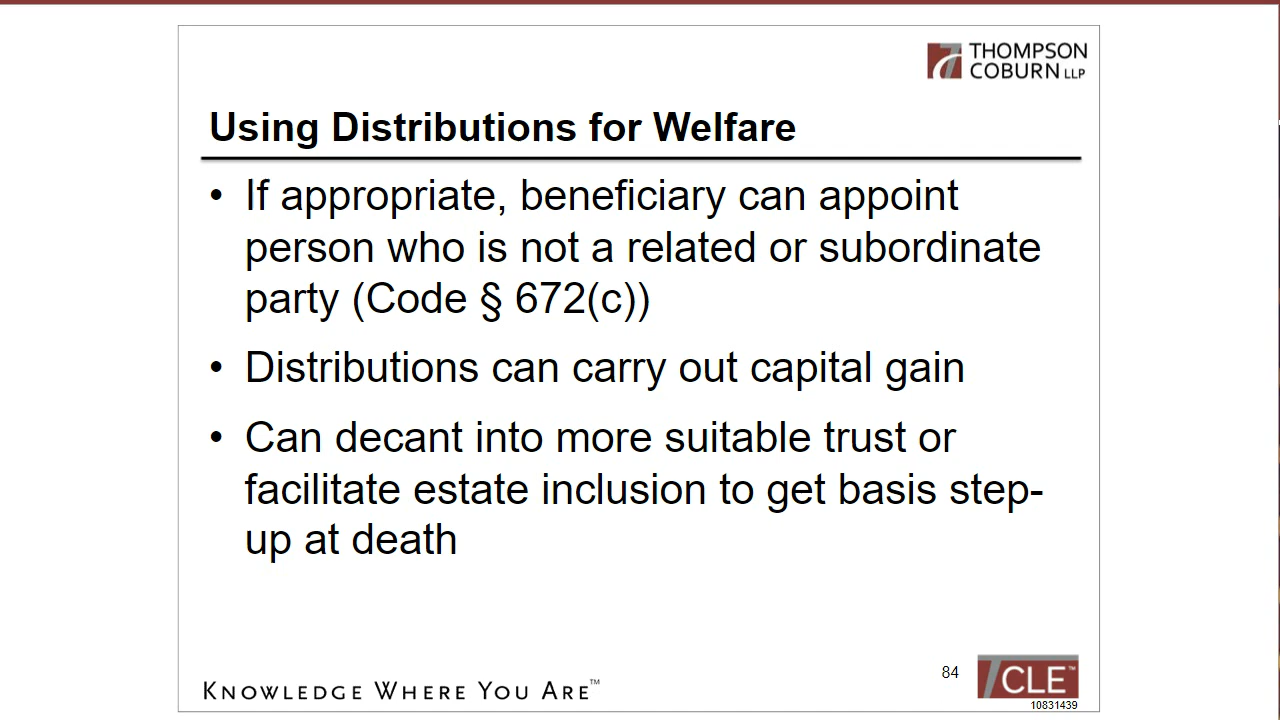 THOMPSON
COBURN LLP
Using Distributions for Welfare
• If appropriate, beneficiary can appoint
person who is not a related or subordinate
party (Code § 672(c))
• Distributions can carry out capital gain
• Can decant into more suitable trust or
facilitate estate inclusion to get basis step-
up at death
KNOWLEDGE WHERE YOU ARE™
84
TCLE™
10831439